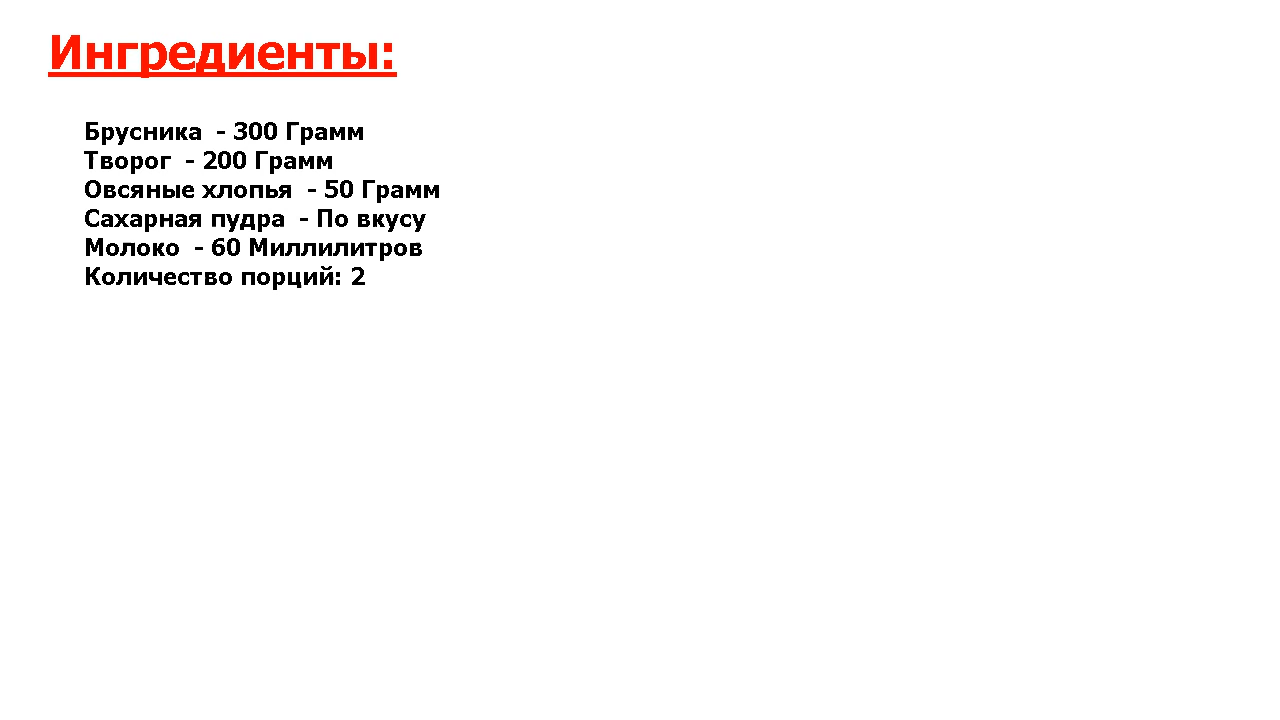 Ингредиенты:
Брусника  - 300 Грамм
Творог  - 200 Грамм
Овсяные хлопья  - 50 Грамм
Сахарная пудра  - По вкусу
Молоко  - 60 Миллилитров
Количество порций: 2